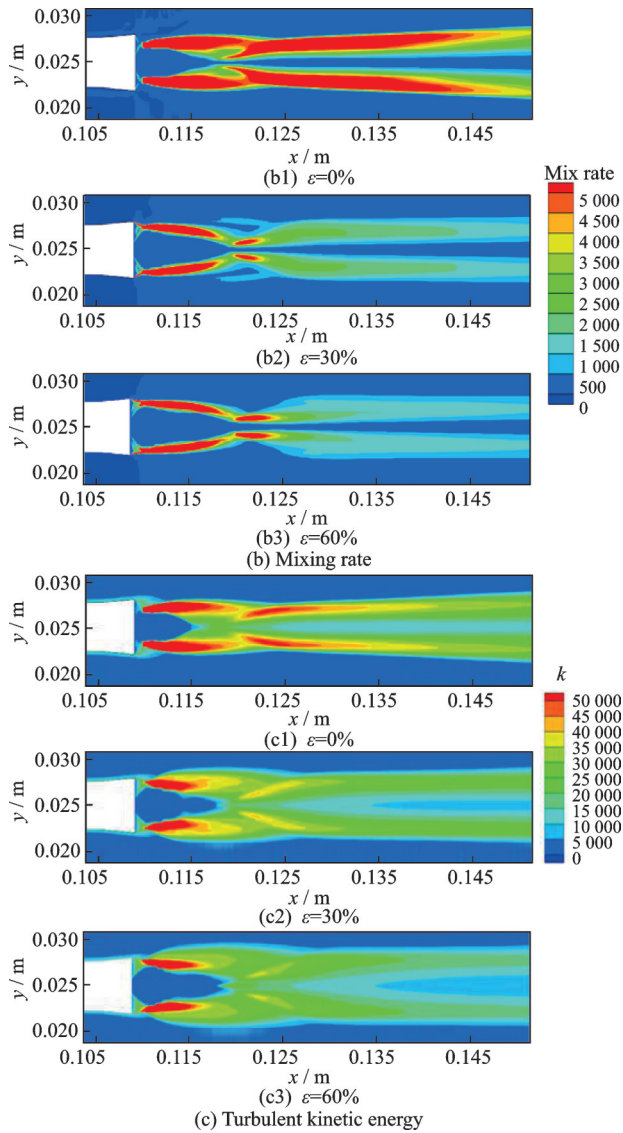 0.030
y / m
0.025
0.020
0.105 0.115 0.125 0.135 0.145
x / m
(b1) ε=0%
Mix rate
5 000
4 500
4 000
3 500
3 000
2 500
2 000
1 500
1 000
500
0
0.030
y / m
0.025
0.020
0.105 0.115 0.125 0.135 0.145
x / m
(b2) ε=30%
0.030
y / m
0.025
0.020
0.105 0.115 0.125 0.135 0.145
x / m
(b3) ε=60%
(b) Mixing rate
0.030
y / m
0.025
0.020
0.105 0.115 0.125 0.135 0.145
x / m
(c1) ε=0%
k
50 000
45 000
40 000
35 000
30 000
25 000
20 000
15 000
10 000
5 000
0
0.030
y / m
0.025
0.020
0.105 0.115 0.125 0.135 0.145
x / m
(c2) ε=30%
0.030
y / m
0.025
0.020
0.105 0.115 0.125 0.135 0.145
x / m
(c3) ε=60%
(c) Turbulent kinetic energy